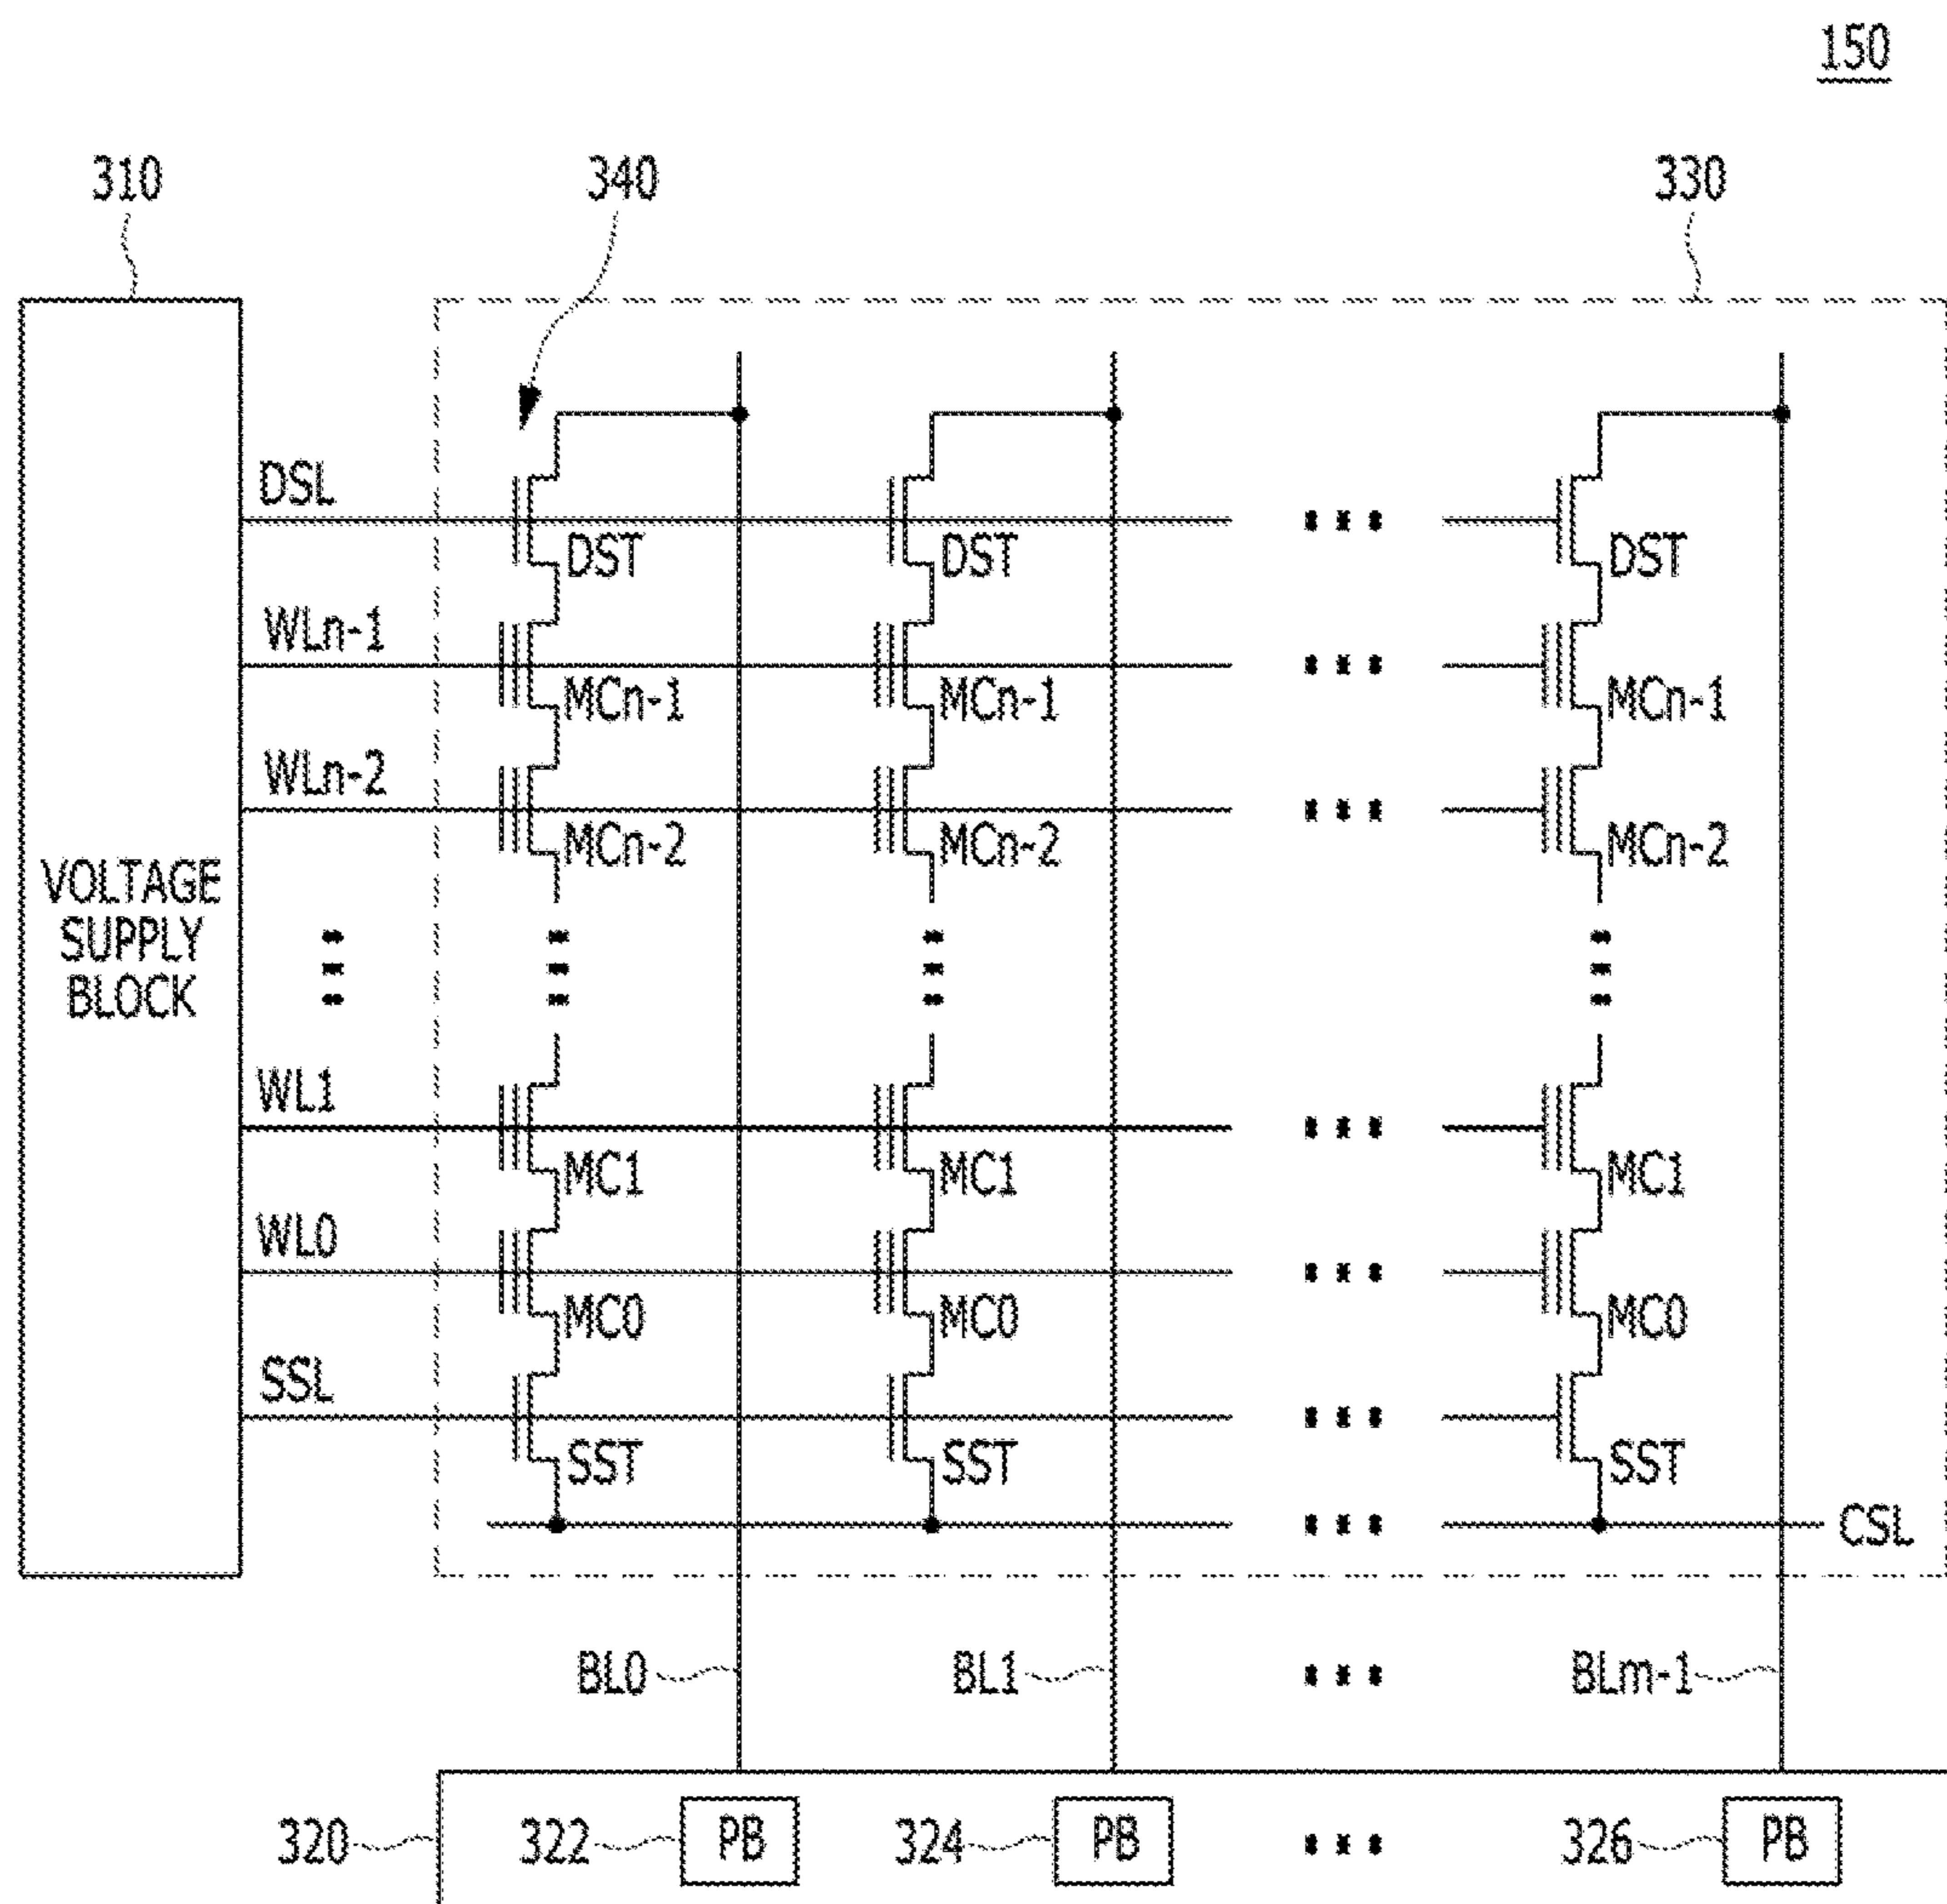 150
310 340 330
DSL
DST DST DST
WLn-1
MCn-1 MCn-1 MCn-1
WLn-2
MCn-2 MCn-2 MCn-2
VOLTAGE
SUPPLY
BLOCK
WL1
MC1 MC1 MC1
WL0
MC0 MC0 MC0
SSL
SST SST SST
CSL
BL0 BL1 BLm-1
320 322 PB 324 PB 326 PB